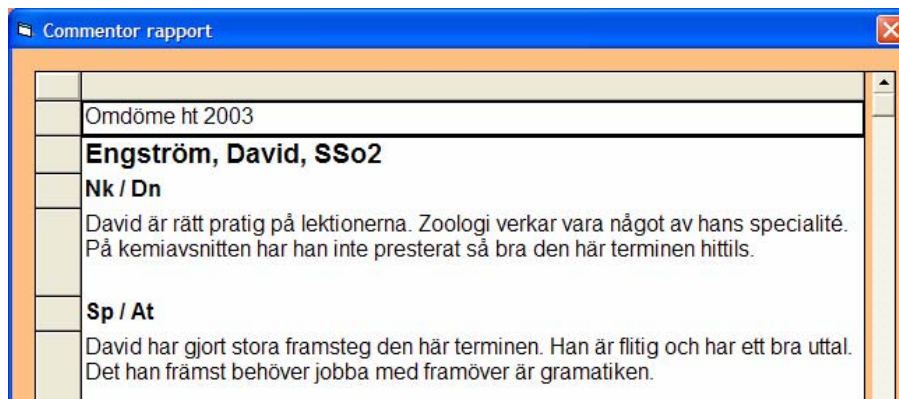 Commentor rapport
Omdöme ht 2003
Engström, David, SSo2
Nk / Dn
David är rätt pratig på lektionerna. Zoologi verkar vara något av hans specialité.
På kemiavsnitten har han inte presterat så bra den här terminen hittils.
Sp / At
David har gjort stora framsteg den här terminen. Han är flitig och har ett bra uttal.
Det han främst behöver jobba med framöver är gramatiken.